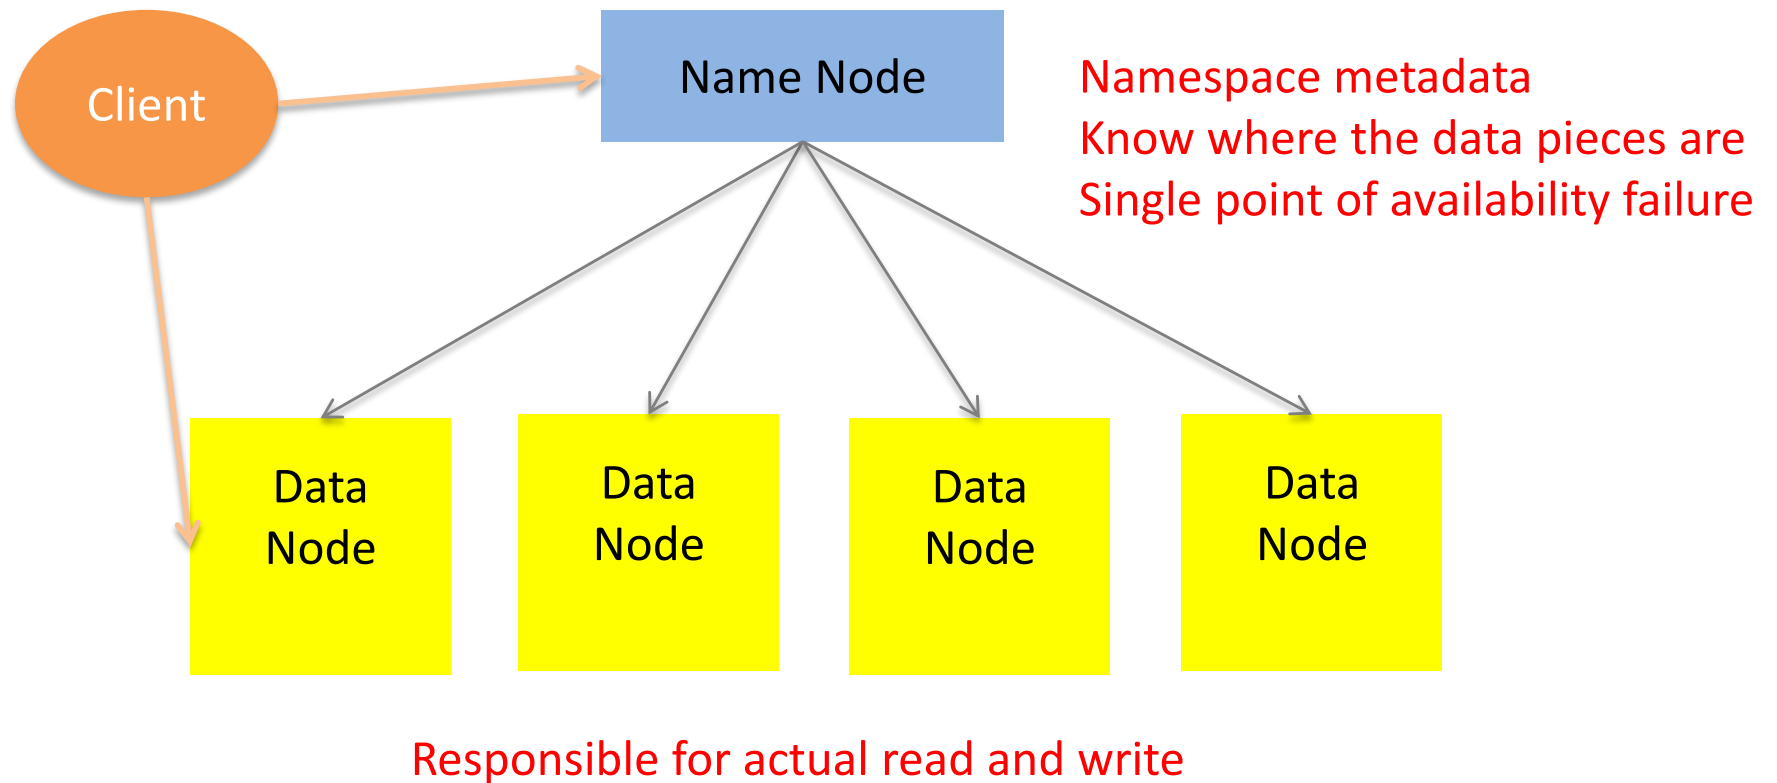 Client
Name Node
Namespace metadata
Know where the data pieces are
Single point of availability failure
Data
Node
Data
Node
Data
Node
Data
Node
Responsible for actual read and write